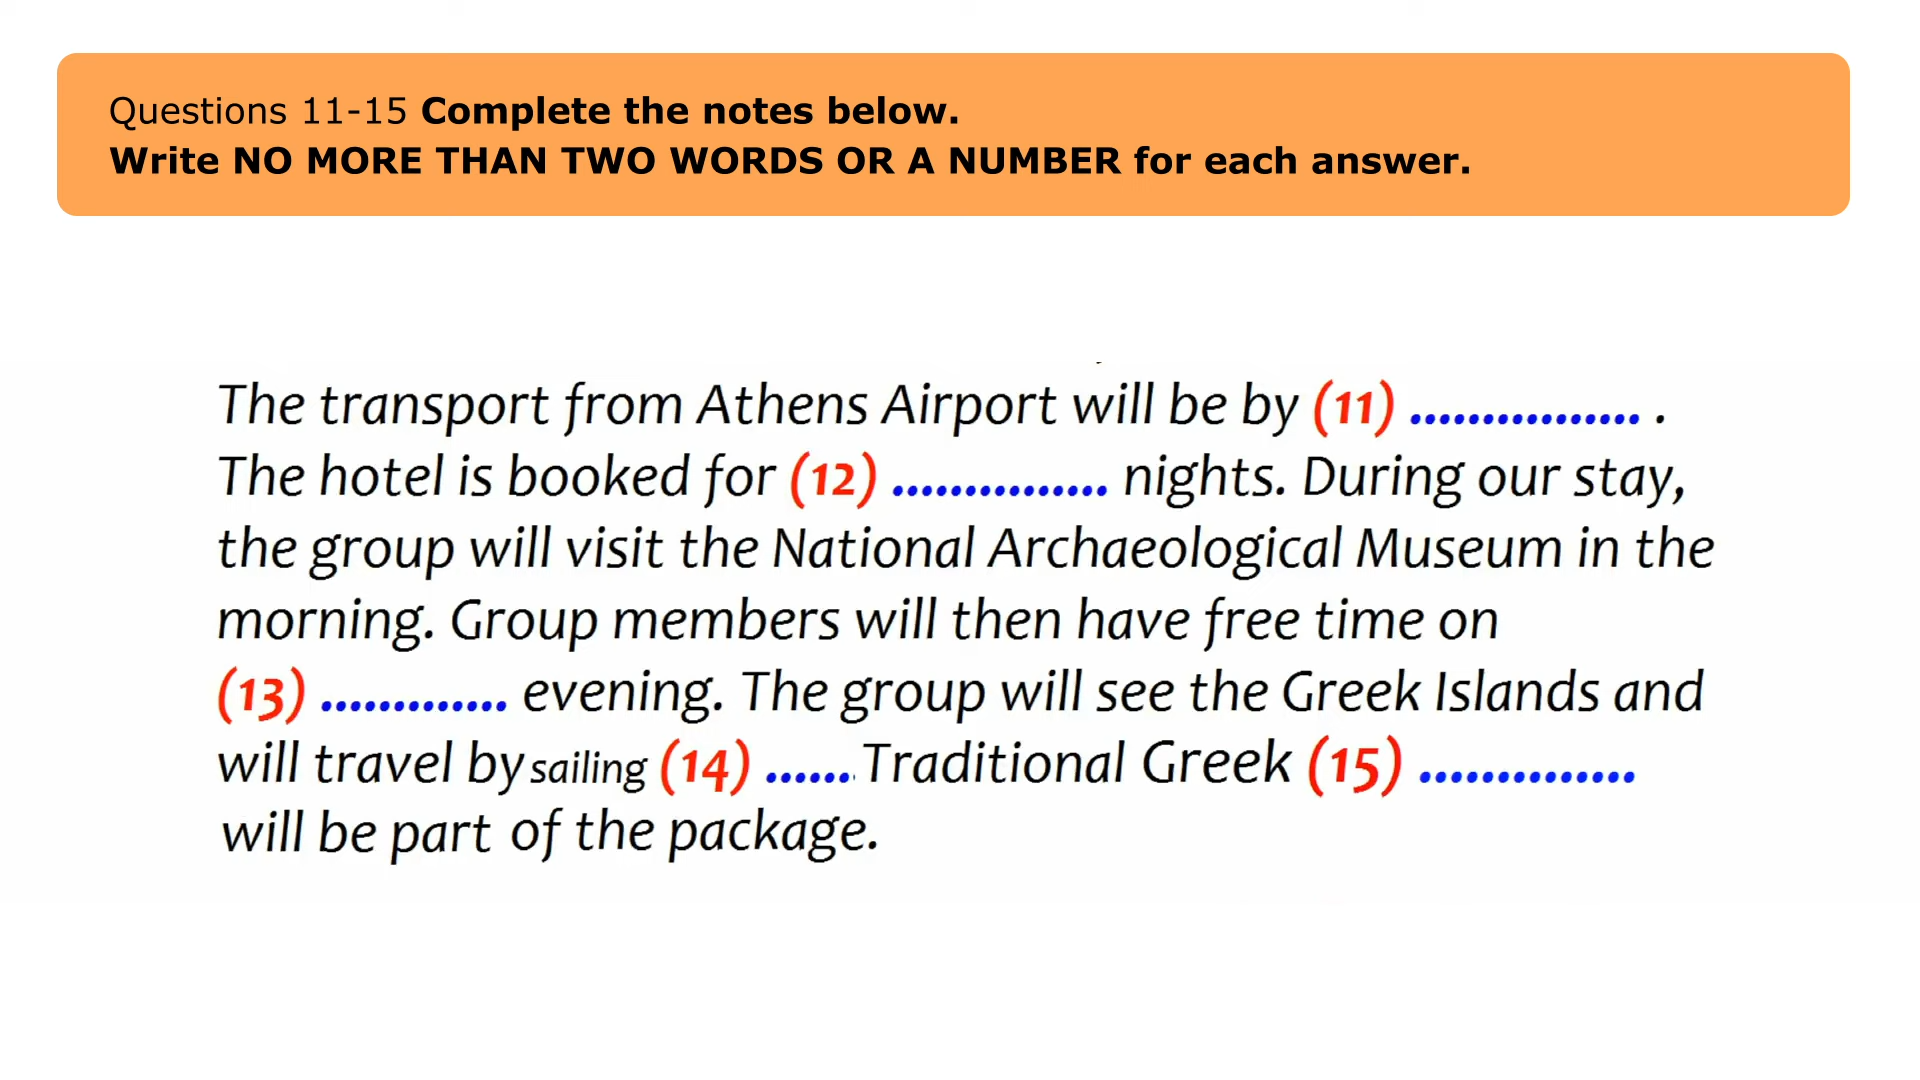 Questions 11-15 Complete the notes below.
Write NO MORE THAN TWO WORDS OR A NUMBER for each answer.
The transport from Athens Airport will be by (11) ................ .
The hotel is booked for (12) ............... nights. During our stay,
the group will visit the National Archaeological Museum in the
morning. Group members will then have free time on
(13) ............. evening. The group will see the Greek Islands and
will travel by sailing (14) ....... Traditional Greek (15) ..............
will be part of the package.